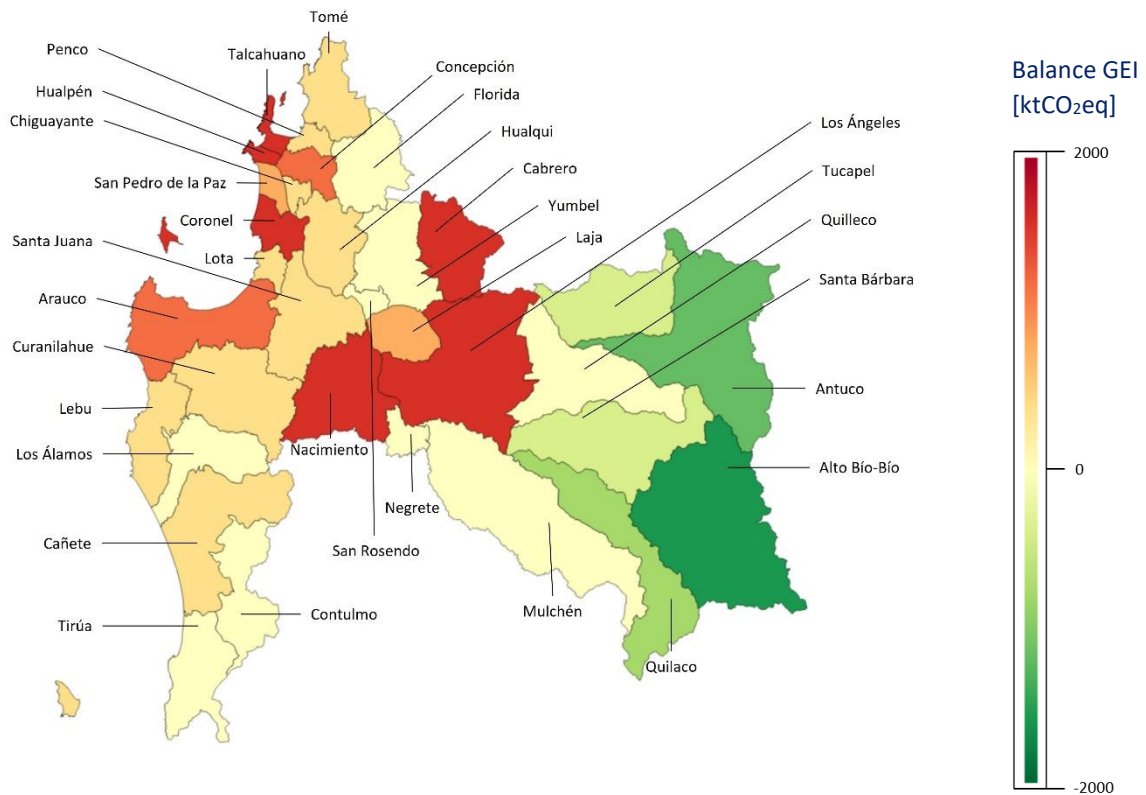 Tomé
Penco
Talcahuano
Concepción
Hualpén
Florida
Chiguayante
Hualqui
Los Ángeles
San Pedro de la Paz
Cabrero
Tucapel
Coronel
Yumbel
Quilleco
Santa Juana
Laja
Lota
Santa Bárbara
Arauco
Curanilahue
Antuco
Lebu
Los Álamos
Nacimiento
Alto Bío-Bío
Negrete
Cañete
San Rosendo
Mulchén
Contulmo
Tirúa
Quilaco
Balance GEI
[ktCO₂eq]
2000
0
-2000